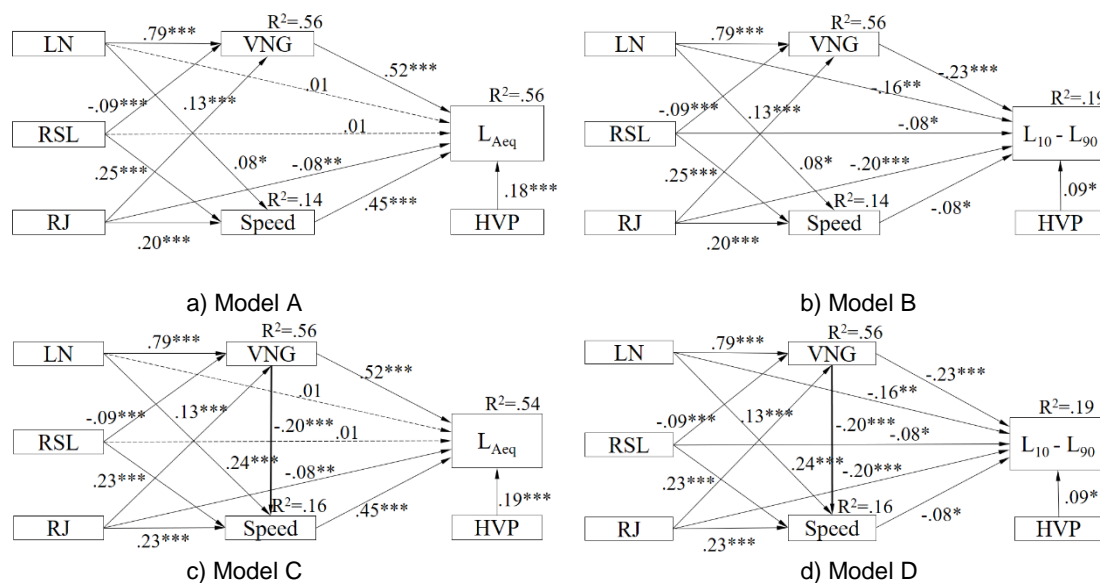 R²=.56
LN
.79***
VNG
.52***
.01
R²=.56
-.09***
.13***
RSL
.01
L_Aeq
.25***
.08*
-.08**
.18***
R²=.14
RJ
.20***
Speed
.45***
HVP
a) Model A
R²=.56
LN
.79***
VNG
-.23***
-.16**
R²=.19
-.09***
.13***
RSL
-.08*
L₁₀ - L₉₀
.25***
.08*
-.20***
.09*
R²=.14
RJ
.20***
Speed
-.08*
HVP
b) Model B
R²=.56
LN
.79***
VNG
.52***
.01
R²=.54
-.09***
.13***
-.20***
RSL
.01
L_Aeq
.23***
.24***
-.08**
.19***
R²=.16
RJ
.23***
Speed
.45***
HVP
c) Model C
R²=.56
LN
.79***
VNG
-.23***
-.16**
R²=.19
-.09***
.13***
-.20***
RSL
-.08*
L₁₀ - L₉₀
.23***
.24***
-.20***
.09*
R²=.16
RJ
.23***
Speed
-.08*
HVP
d) Model D